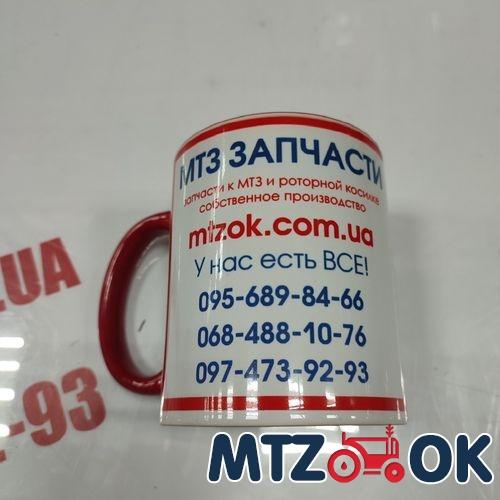 МТЗ ЗАПЧАСТИ
запчасти к МТЗ и роторной косилке
собственное производство
mtzok.com.ua
У нас есть ВСЕ!
095-689-84-66
068-488-10-76
097-473-92-93
.UA
-93
MTZ OK